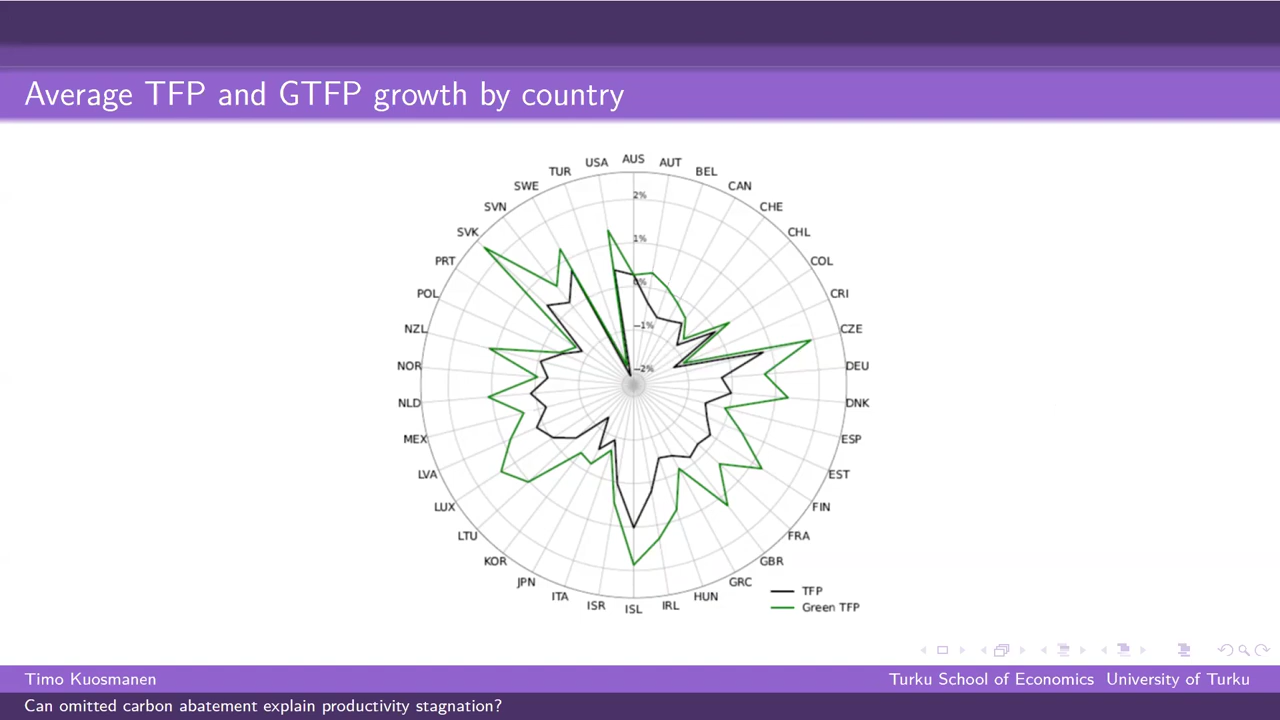 Average TFP and GTFP growth by country
AUS
AUT
BEL
CAN
CHE
CHL
COL
CRI
CZE
DEU
DNK
ESP
EST
FIN
FRA
GBR
GRC
HUN
IRL
ISL
ISR
ITA
JPN
KOR
LTU
LUX
LVA
MEX
NLD
NOR
NZL
POL
PRT
SVK
SVN
SWE
TUR
USA
2%
1%
0%
−1%
−2%
TFP
Green TFP
Timo Kuosmanen
Turku School of Economics University of Turku
Can omitted carbon abatement explain productivity stagnation?